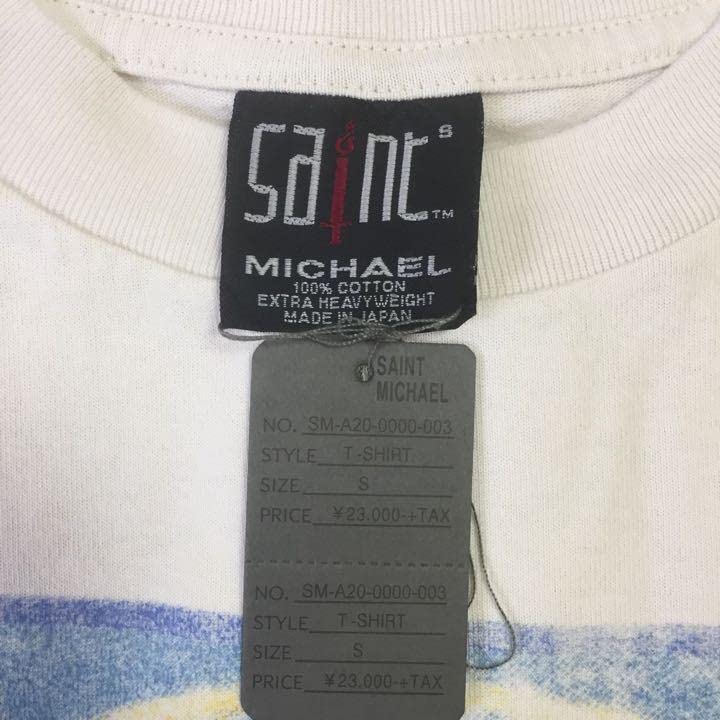 saint S
TM
MICHAEL
100% COTTON
EXTRA HEAVYWEIGHT
MADE IN JAPAN
SAINT
MICHAEL
NO. SM-A20-0000-003
STYLE T-SHIRT
SIZE S
PRICE ¥23.000-+TAX
NO. SM-A20-0000-003
STYLE T-SHIRT
SIZE S
PRICE ¥23.000-+TAX